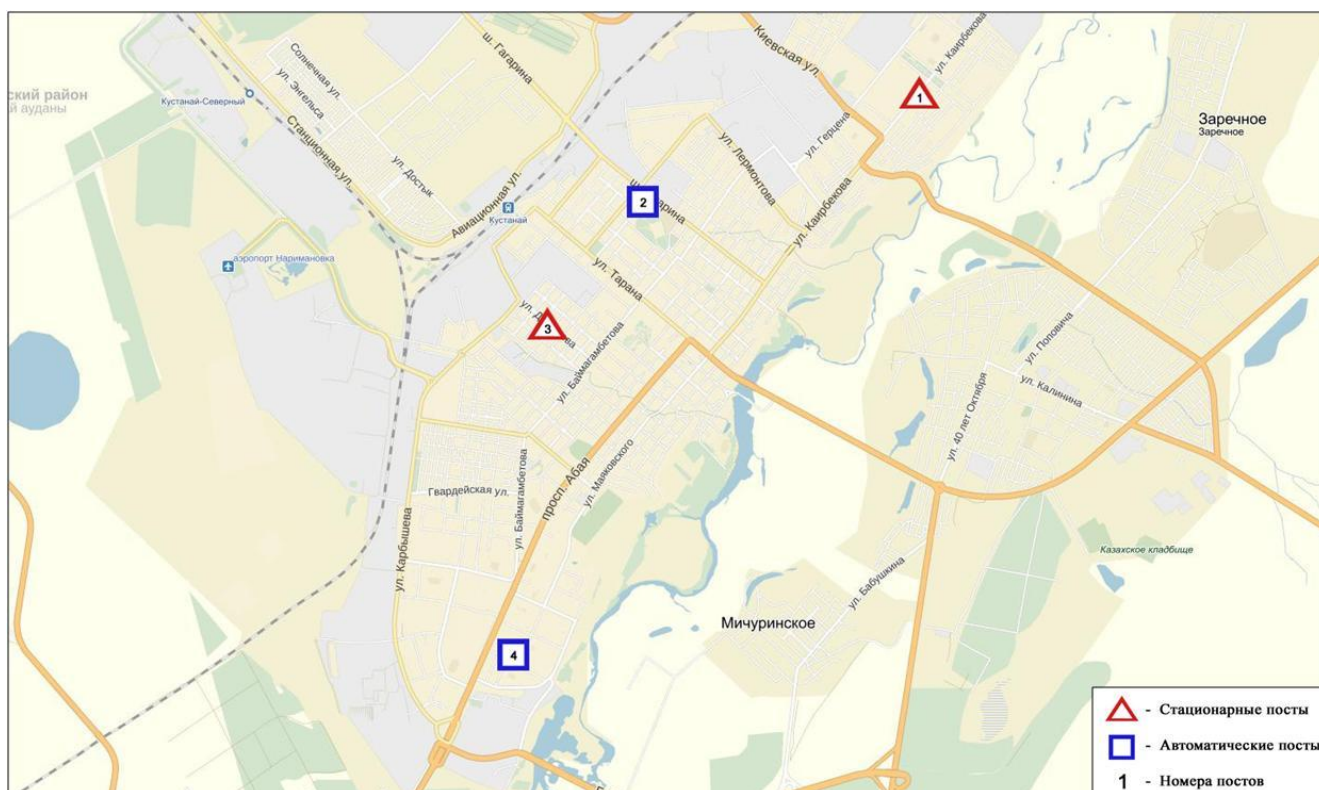 Киевская ул.
ул. Каирбекова
1
ш. Гагарина
Солнечная ул.
ул. Энгельса
ский район
й ауданы
Кустанай-Северный
Станционная ул.
ул. Достык
Авиационная ул.
Кустанай
аэропорт Наримановка
ул. Лермонтова
ул. Герцена
ул. Каирбекова
Заречное
Заречное
2
ш. гарина
ул. Тарана
3
ул. Д ва
ул. Баймагамбетова
ул. Поповича
ул. Калинина
ул. 40 лет Октября
Гвардейская ул.
ул. Баймагамбетова
просп. Абая
ул. Маяковского
ул. Карбышева
Казахское кладбище
ул. Бабушкина
Мичуринское
4
- Стационарные посты
- Автоматические посты
1 - Номера постов